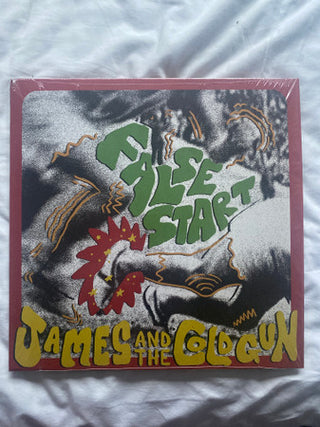 FALSE
START
JAMES AND THE COLD GUN